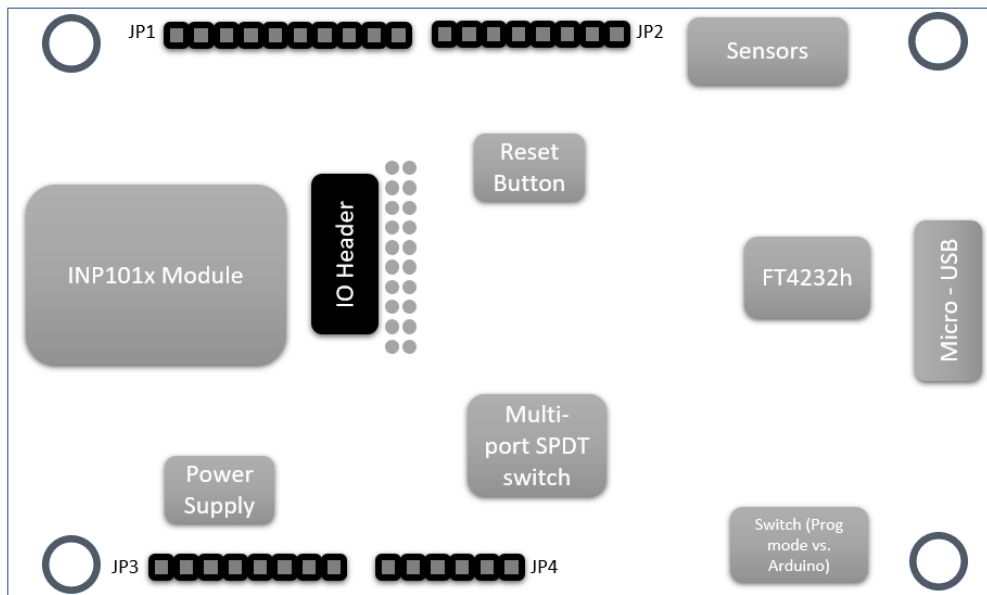 JP1
JP2
Sensors
Reset
Button
INP101x Module
IO Header
FT4232h
Micro - USB
Multi-
port SPDT
switch
Power
Supply
Switch (Prog
mode vs.
Arduino)
JP3
JP4